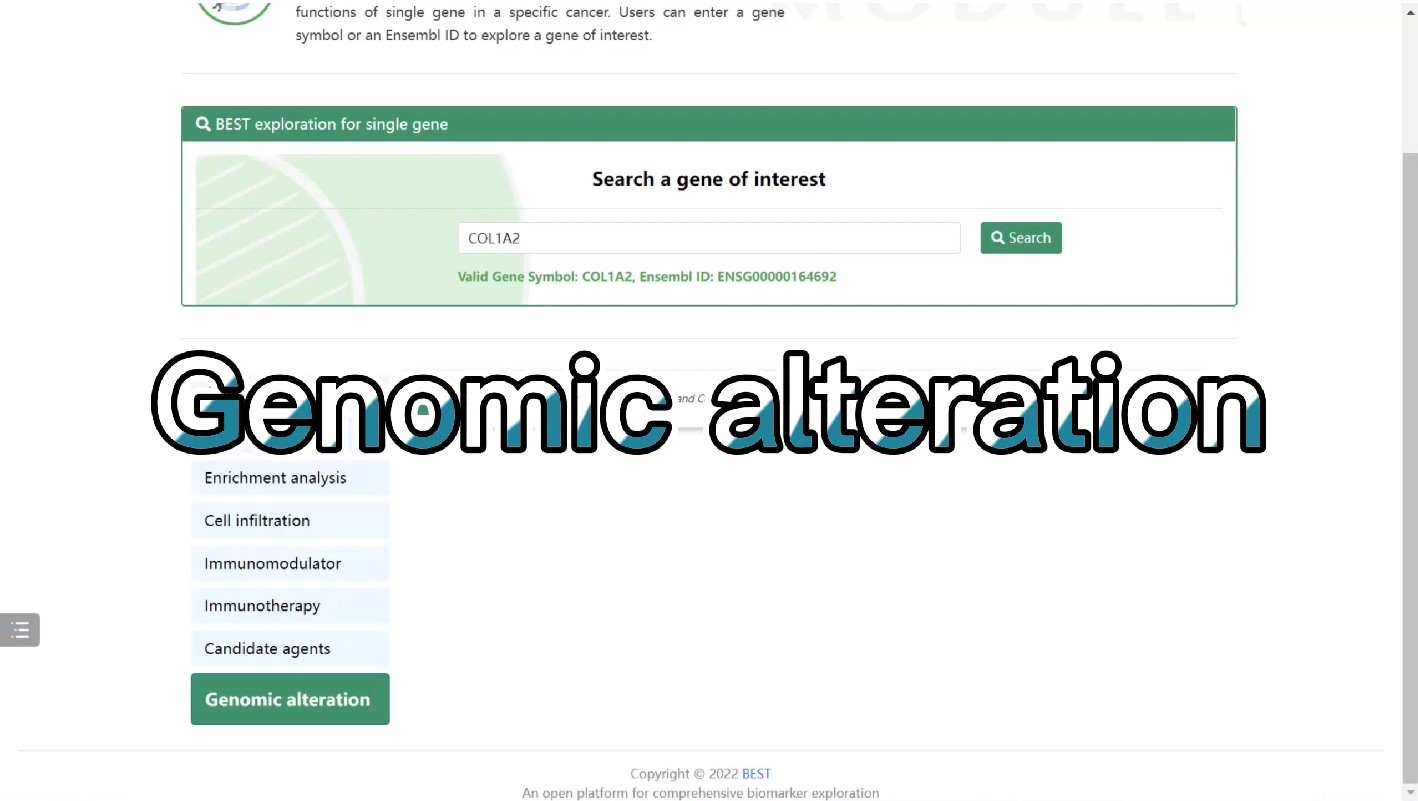 functions of single gene in a specific cancer. Users can enter a gene
symbol or an Ensembl ID to explore a gene of interest.
BEST exploration for single gene
Search a gene of interest
COL1A2
Search
Valid Gene Symbol: COL1A2, Ensembl ID: ENSG00000164692
Genomic alteration
Enrichment analysis
Cell infiltration
Immunomodulator
Immunotherapy
Candidate agents
Genomic alteration
Copyright © 2022 BEST
An open platform for comprehensive biomarker exploration